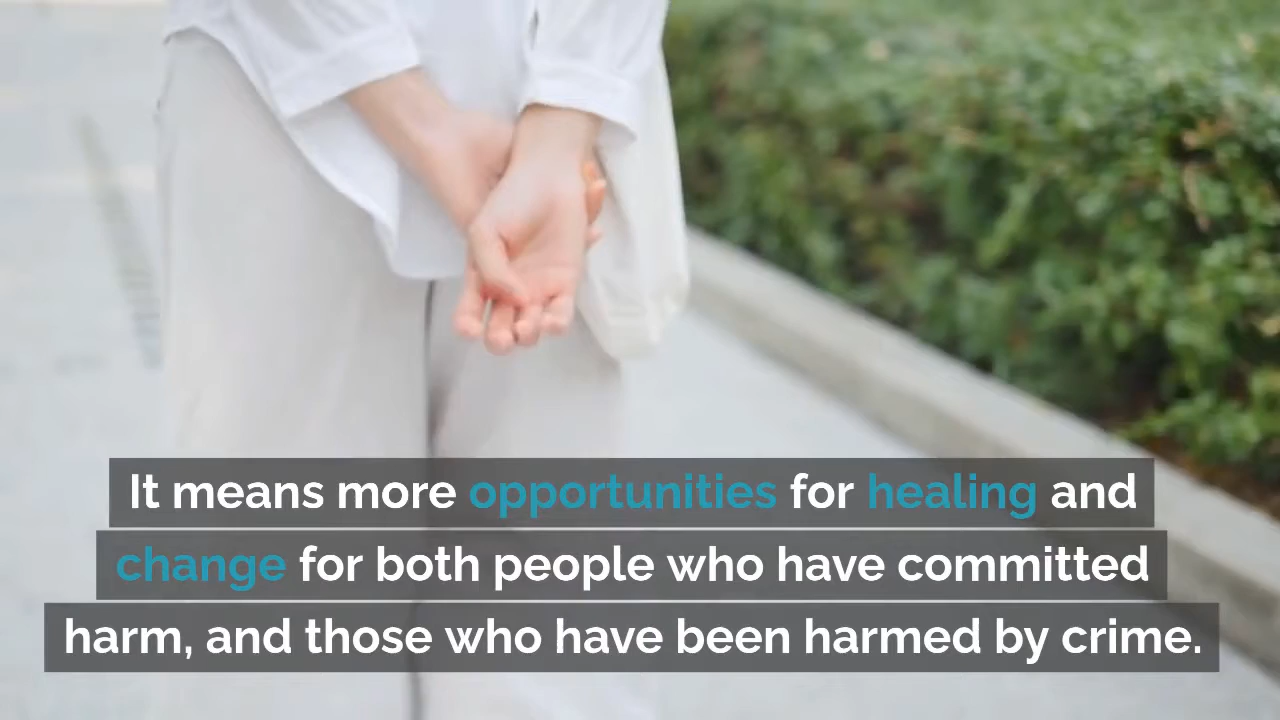 It means more opportunities for healing and
change for both people who have committed
harm, and those who have been harmed by crime.